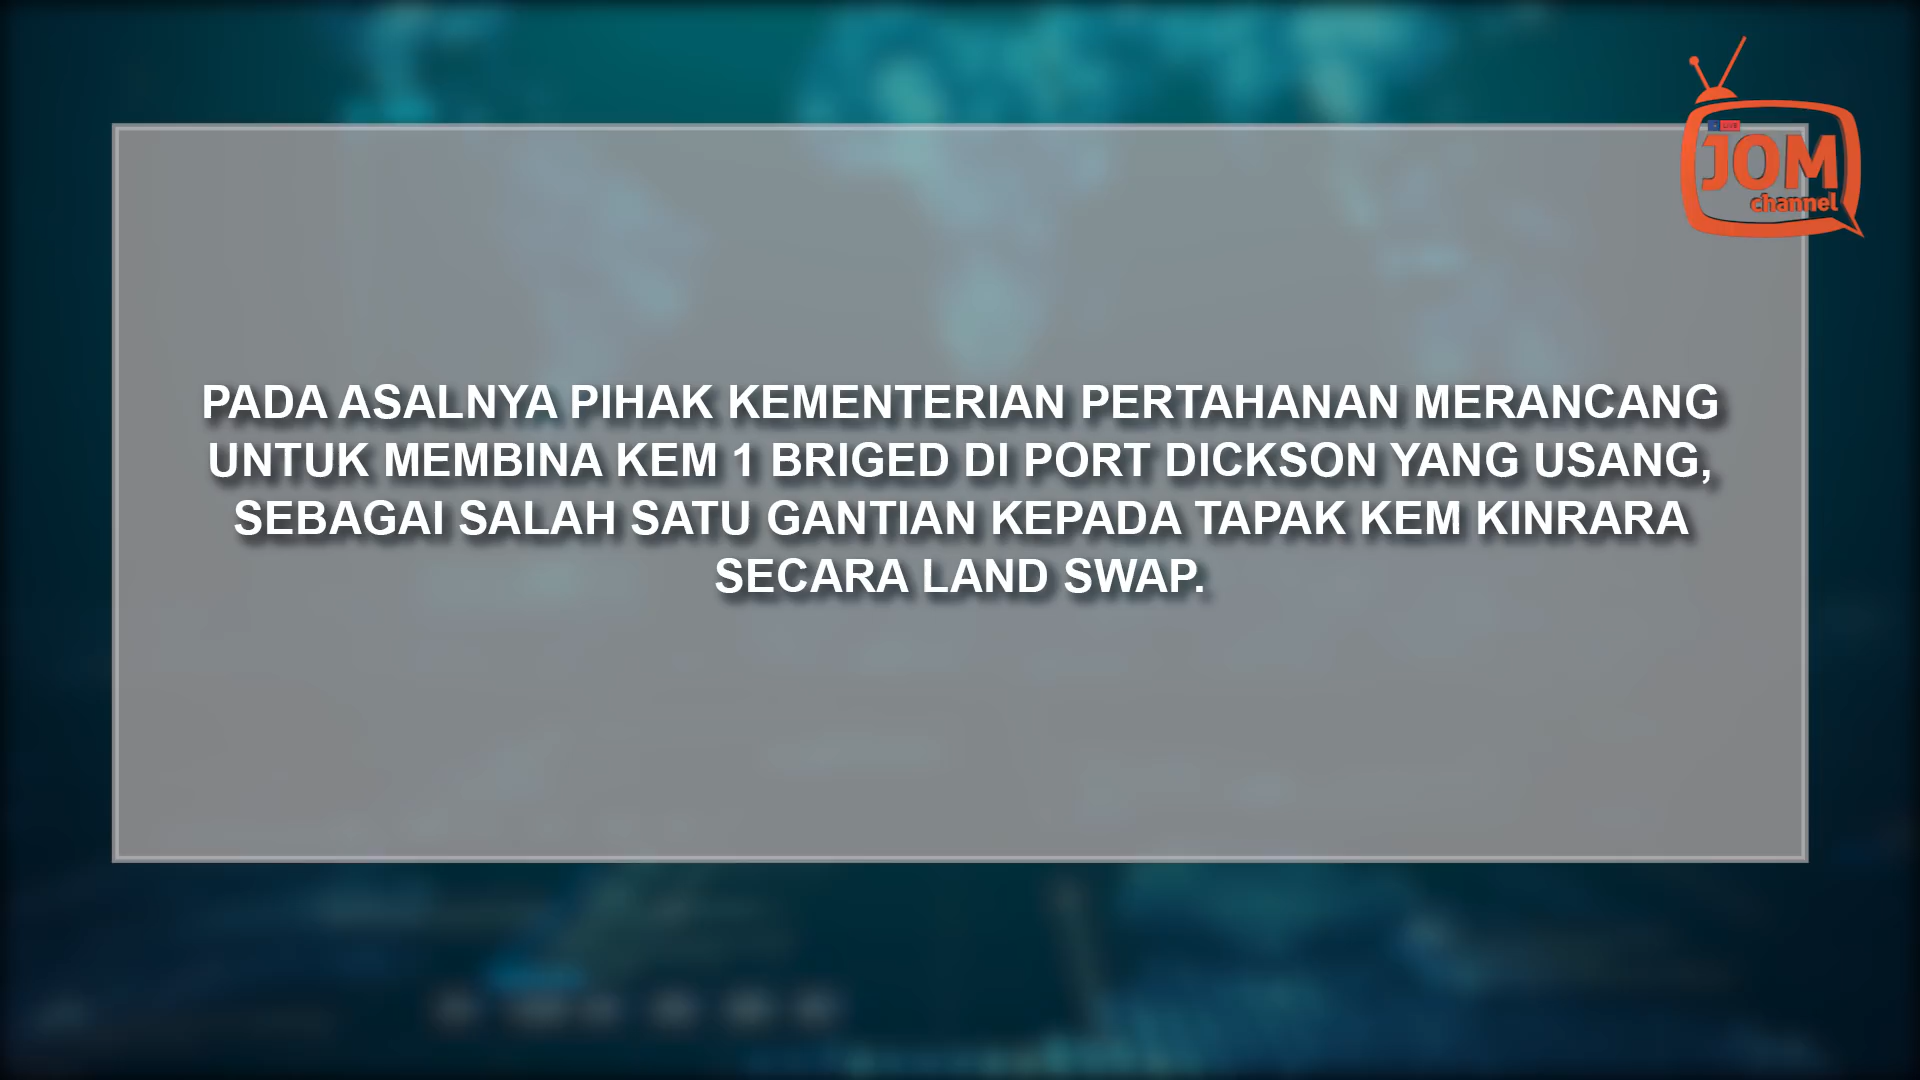 JOM
channel
PADA ASALNYA PIHAK KEMENTERIAN PERTAHANAN MERANCANG
UNTUK MEMBINA KEM 1 BRIGED DI PORT DICKSON YANG USANG,
SEBAGAI SALAH SATU GANTIAN KEPADA TAPAK KEM KINRARA
SECARA LAND SWAP.